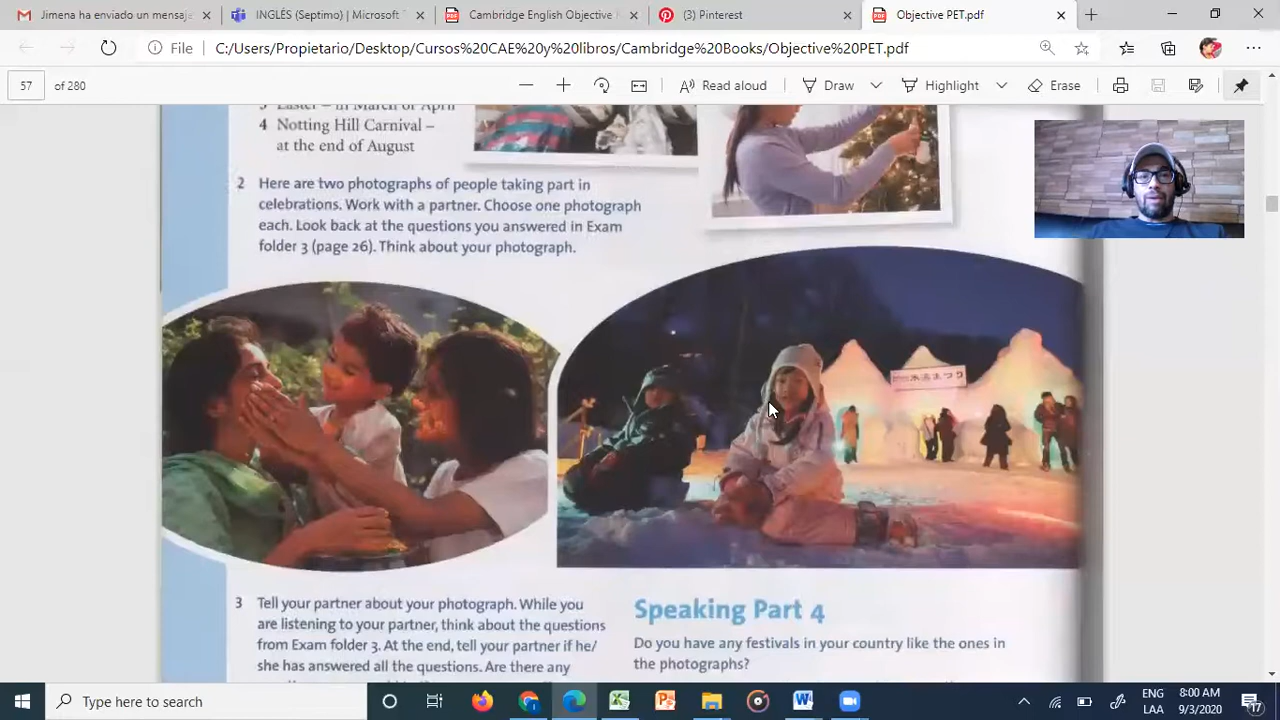 Jimena ha enviado un mensaje
INGLÉS (Septimo) | Microsoft
Cambridge English Objective
(3) Pinterest
Objective PET.pdf
File
C:/Users/Propietario/Desktop/Cursos%20CAE%20y%20libros/Cambridge%20Books/Objective%20PET.pdf
57 of 280
Read aloud
Draw
Highlight
Erase
3 Easter – in March or April
4 Notting Hill Carnival –
at the end of August
2 Here are two photographs of people taking part in
celebrations. Work with a partner. Choose one photograph
each. Look back at the questions you answered in Exam
folder 3 (page 26). Think about your photograph.
3 Tell your partner about your photograph. While you
are listening to your partner, think about the questions
from Exam folder 3. At the end, tell your partner if he/
she has answered all the questions. Are there any
Speaking Part 4
Do you have any festivals in your country like the ones in
the photographs?
Type here to search
ENG
LAA
8:00 AM
9/3/2020
17